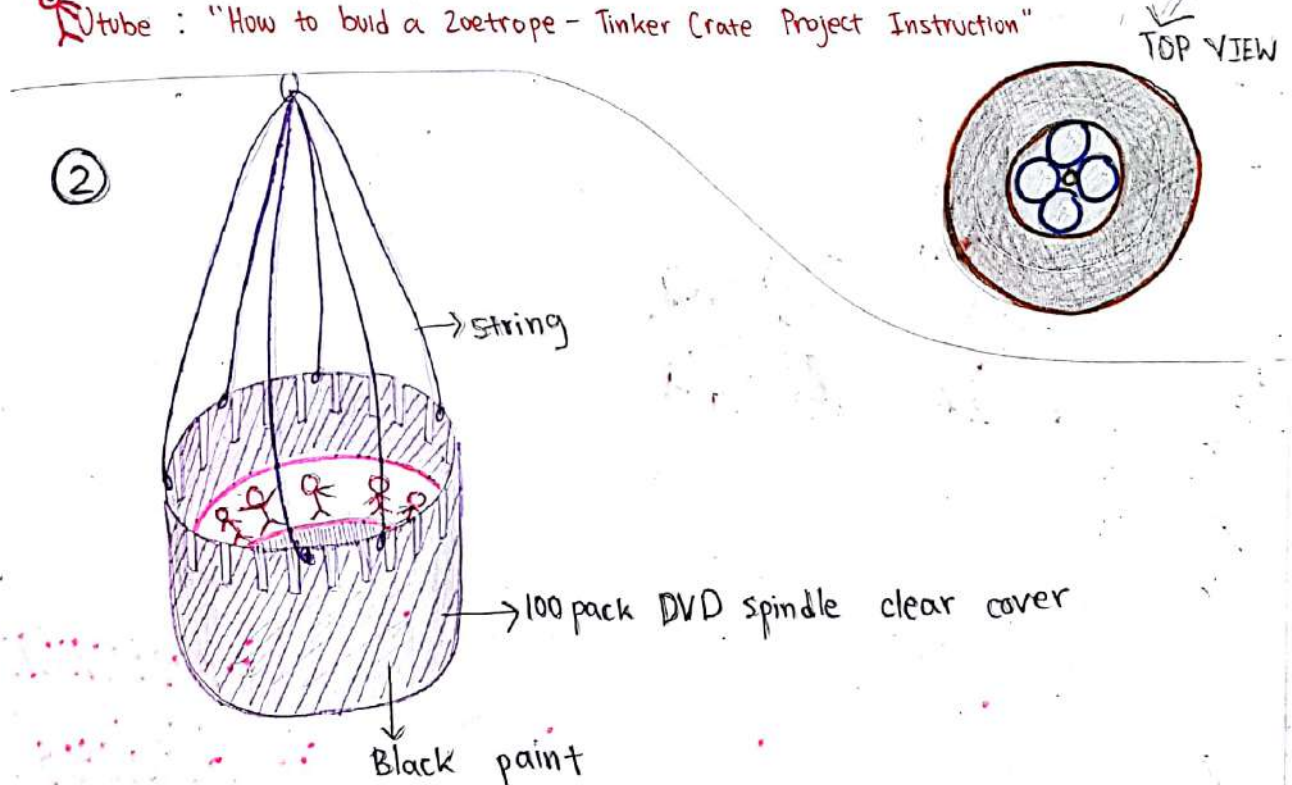 Utube : "How to buld a Zoetrope - Tinker Crate Project Instruction"
TOP VIEW
2
string
100 pack DVD spindle clear cover
Black paint